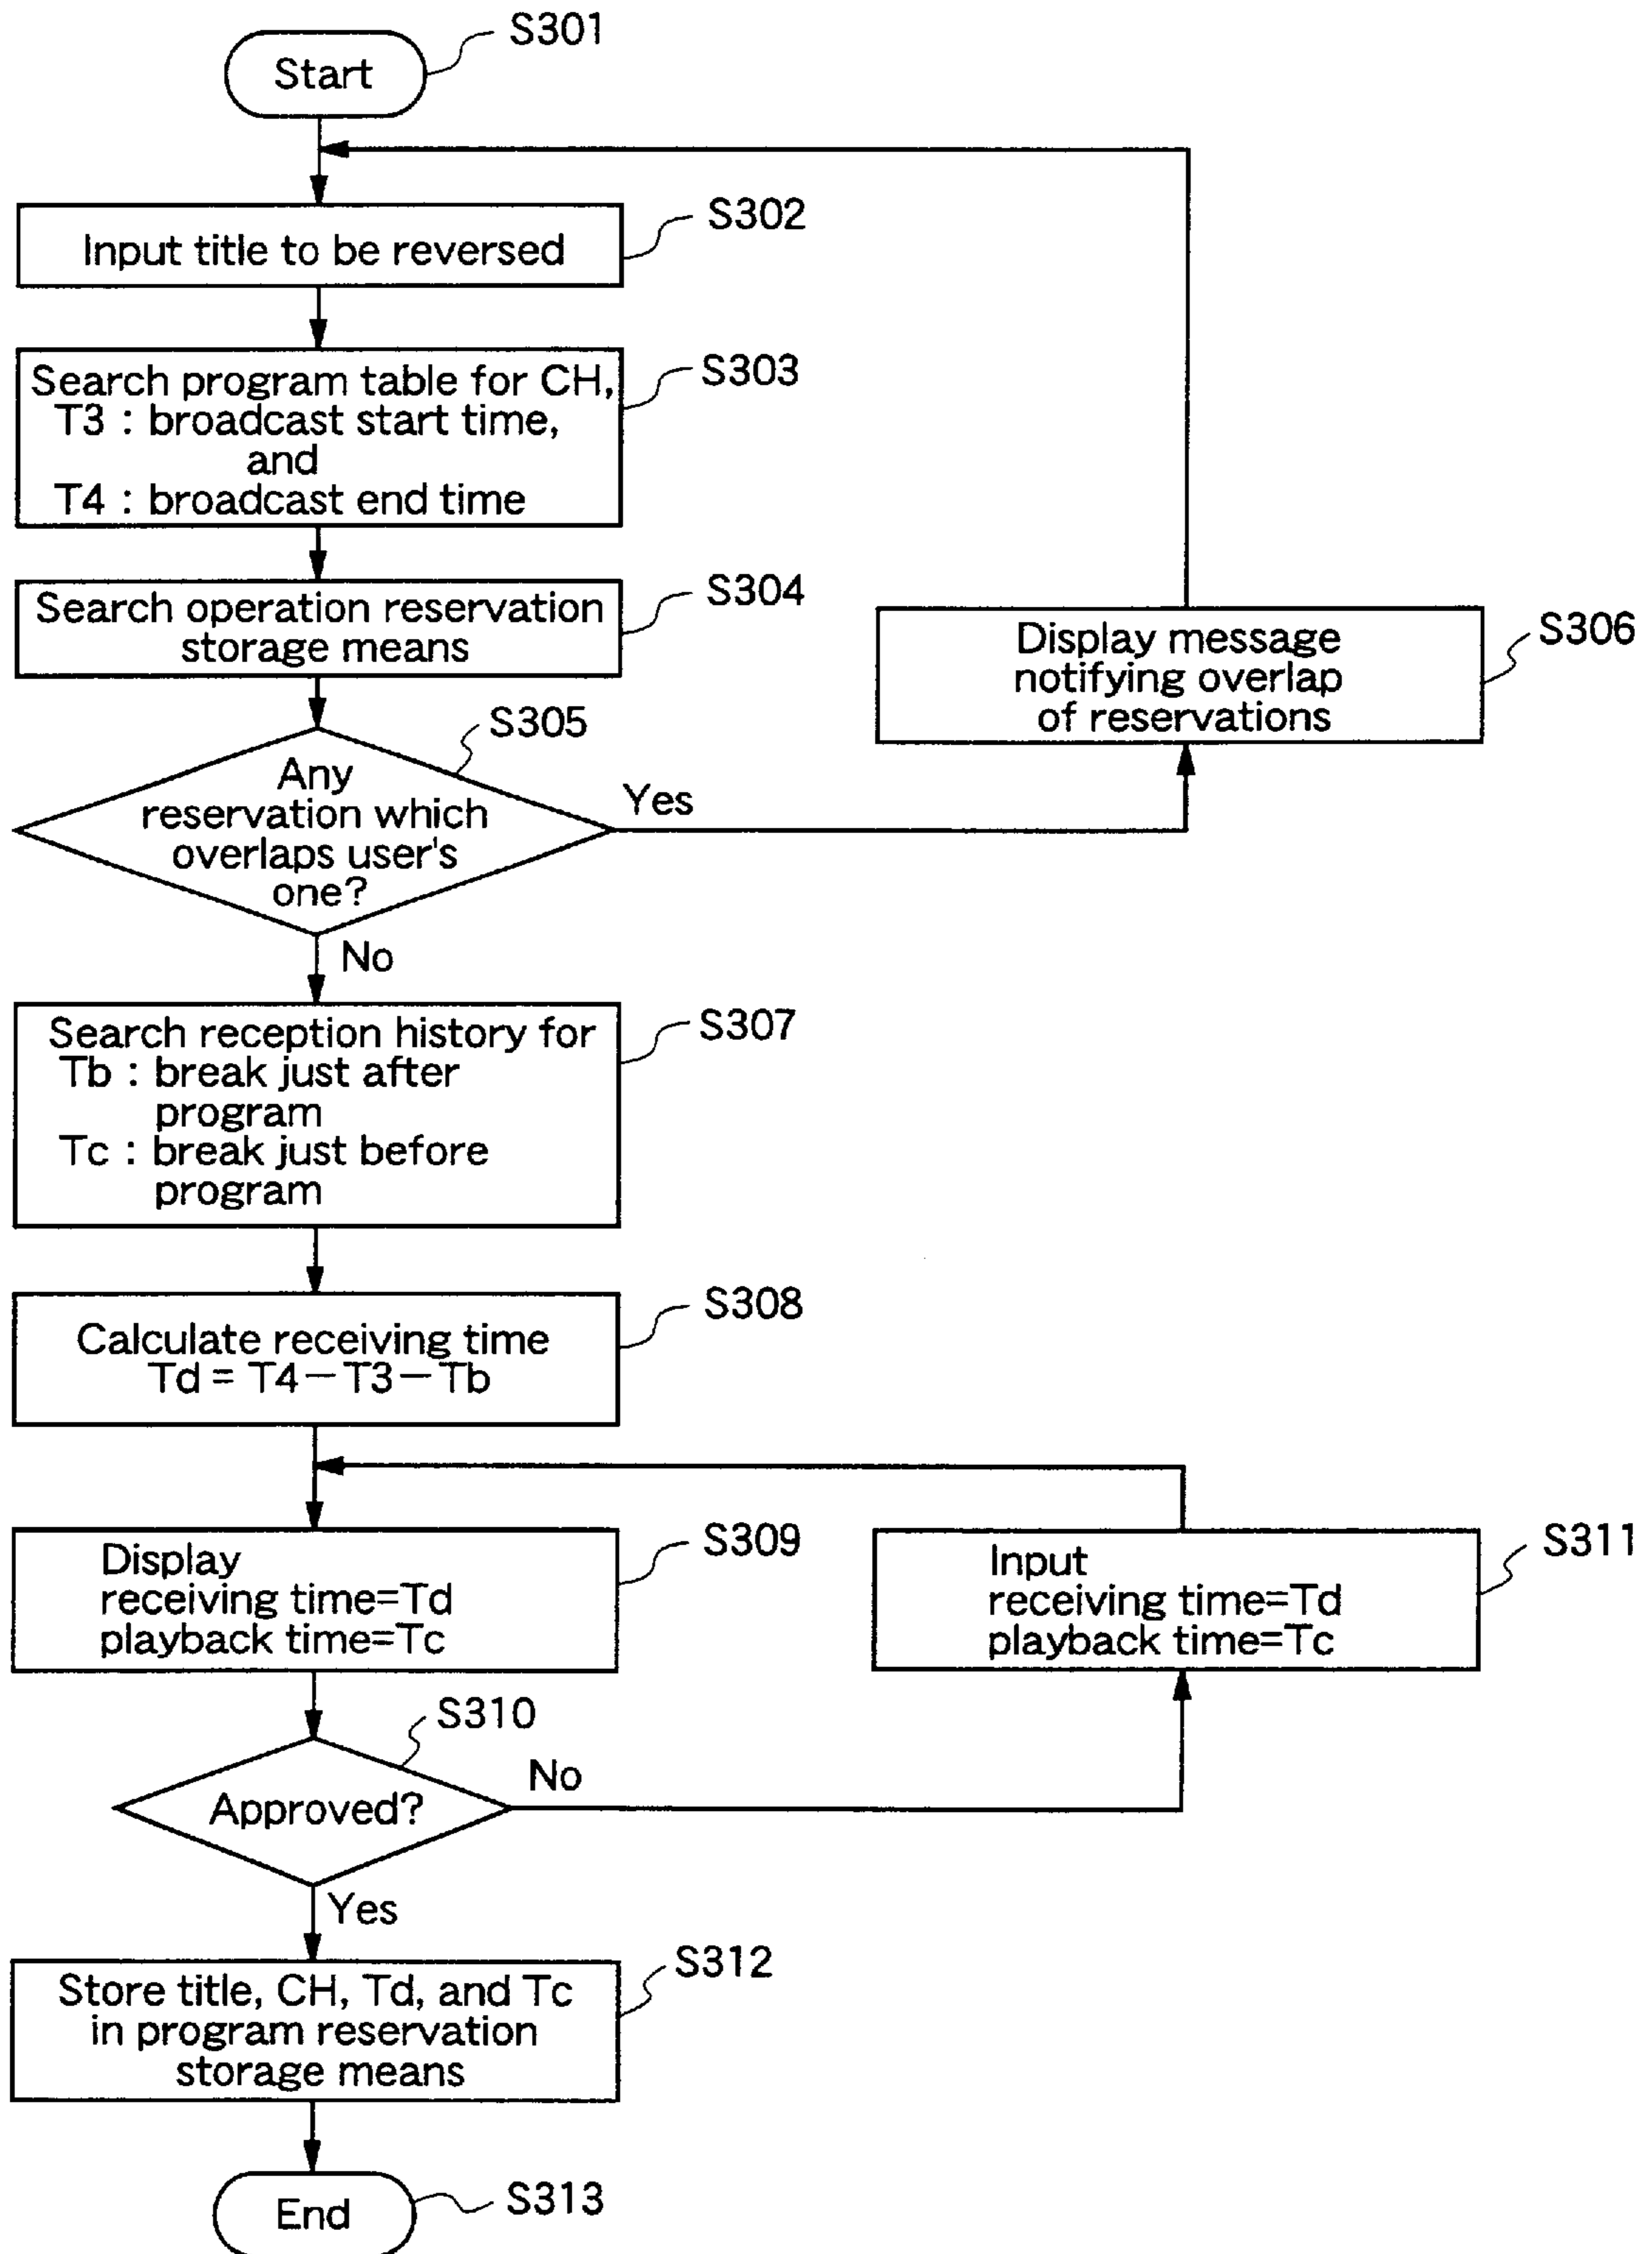 S301
Start
S302
Input title to be reversed
S303
Search program table for CH,
T3 : broadcast start time,
and
T4 : broadcast end time
S304
Search operation reservation
storage means
S306
Display message
notifying overlap
of reservations
S305
Any
reservation which
overlaps user's
one?
Yes
No
S307
Search reception history for
Tb : break just after
program
Tc : break just before
program
S308
Calculate receiving time
Td = T4－T3－Tb
S309
Display
receiving time=Td
playback time=Tc
S311
Input
receiving time=Td
playback time=Tc
S310
Approved?
No
Yes
S312
Store title, CH, Td, and Tc
in program reservation
storage means
End
S313